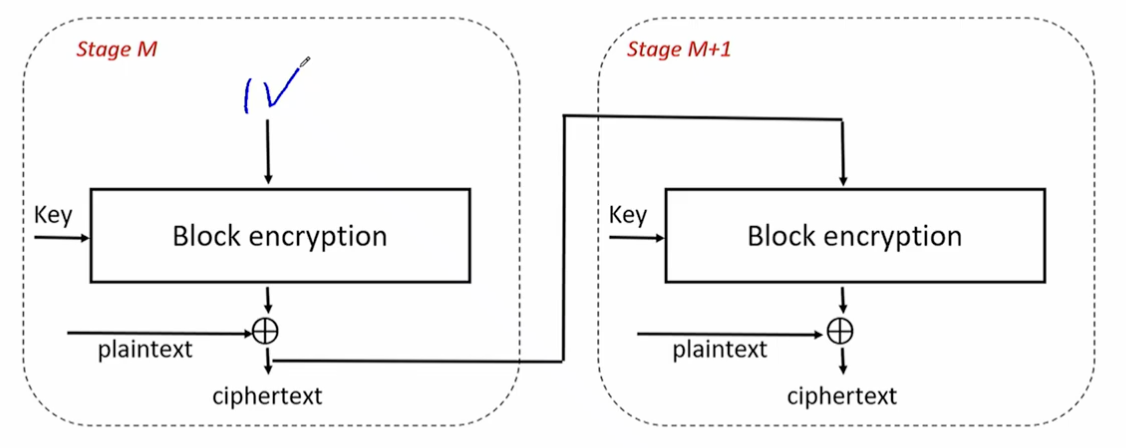 Stage M
IV
Key
Block encryption
plaintext
ciphertext
Stage M+1
Key
Block encryption
plaintext
ciphertext